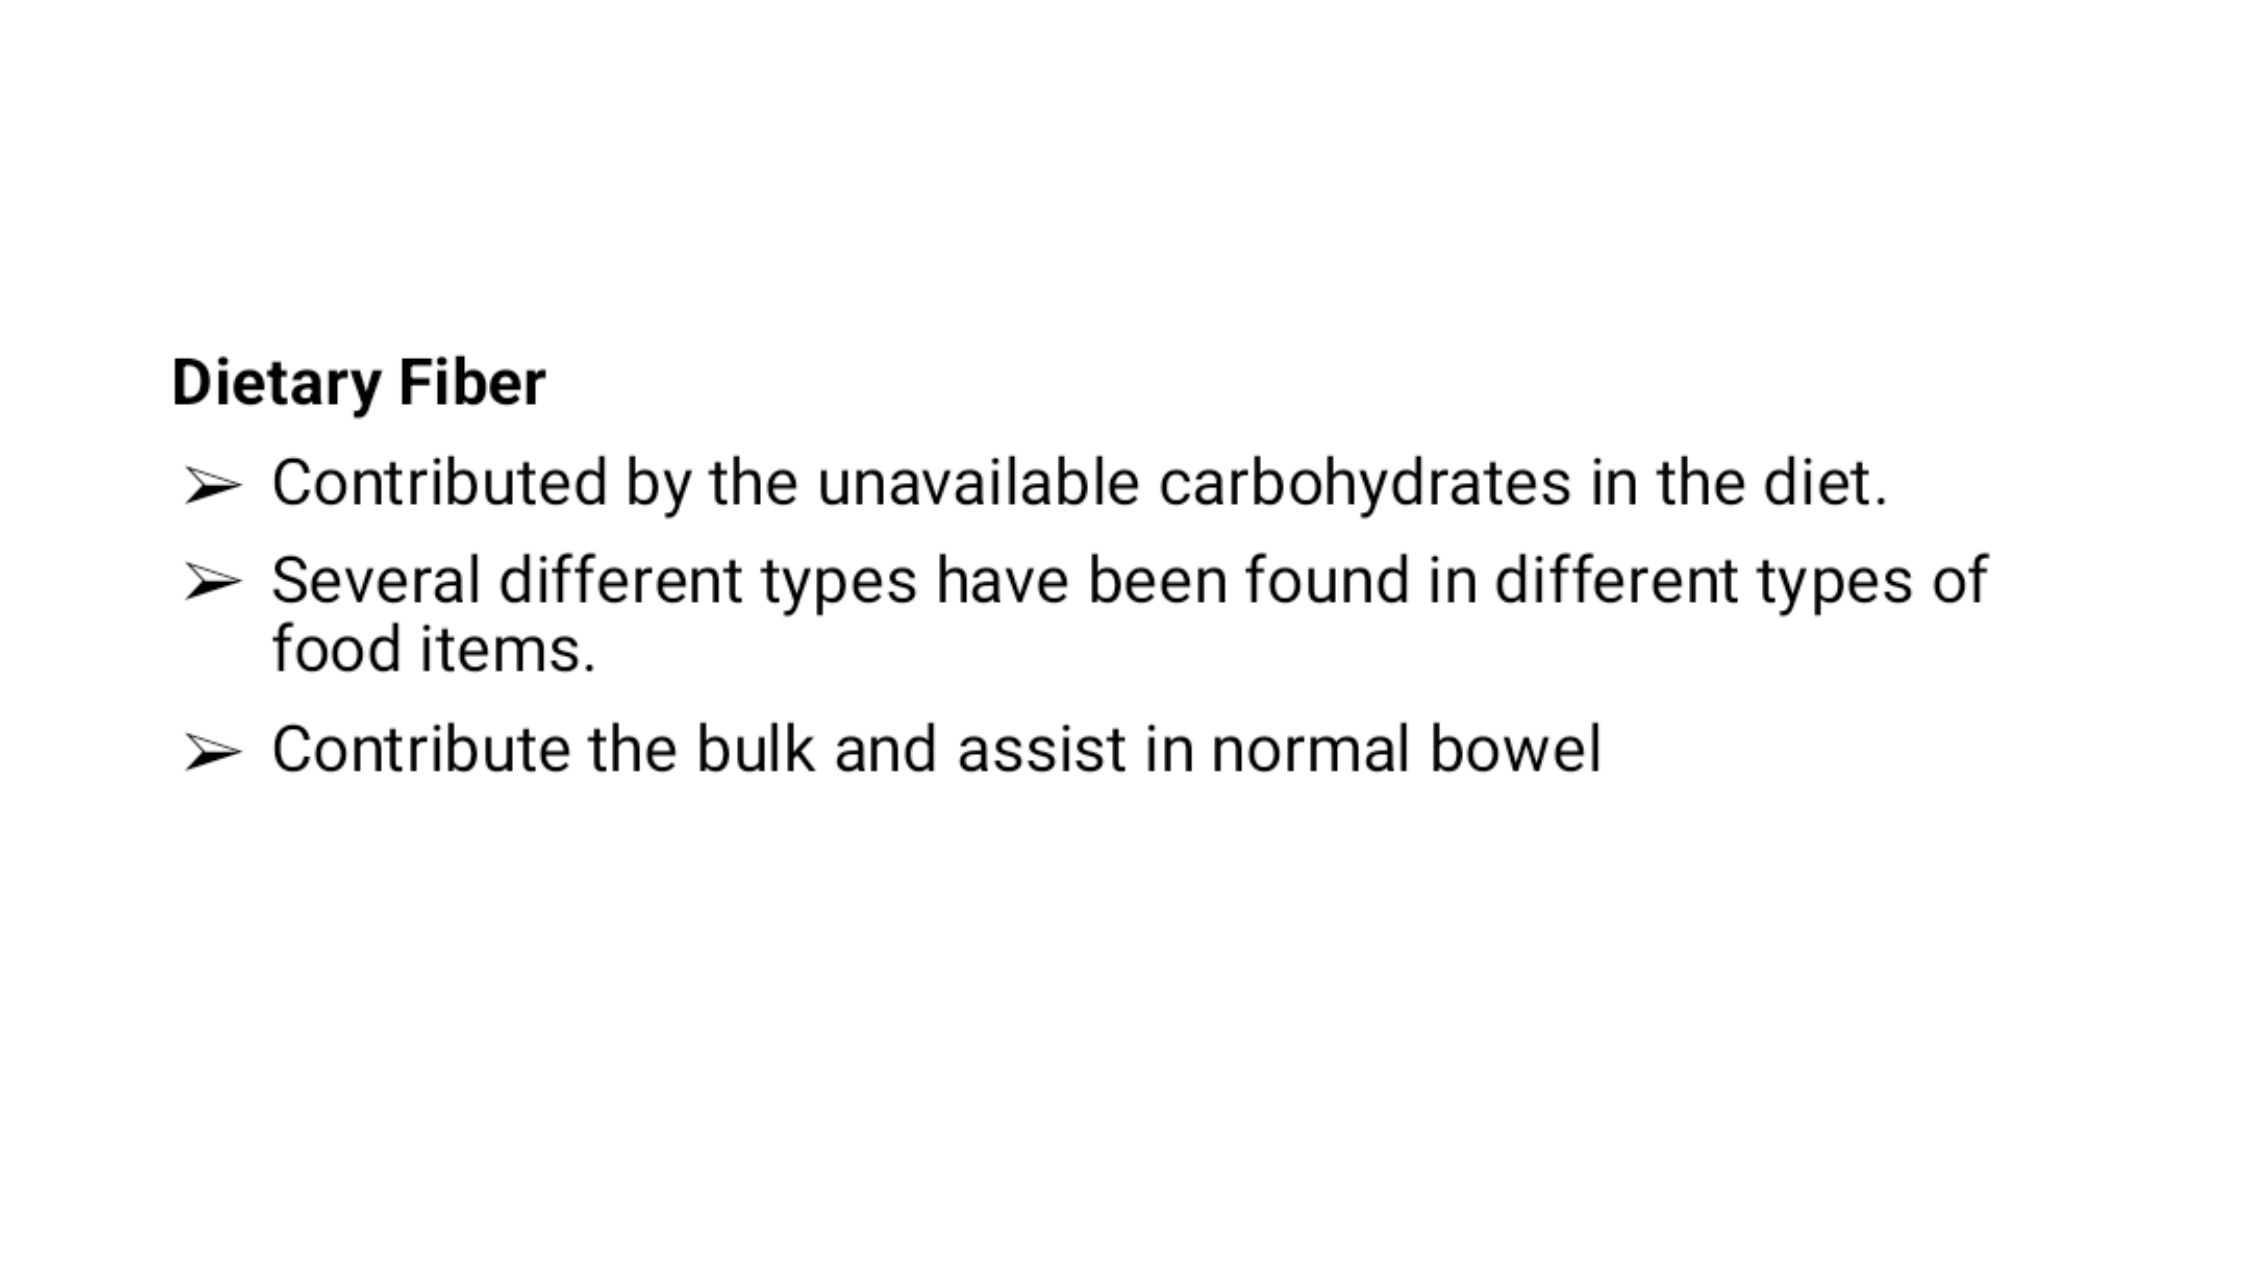 Dietary Fiber
➢ Contributed by the unavailable carbohydrates in the diet.
➢ Several different types have been found in different types of
food items.
➢ Contribute the bulk and assist in normal bowel